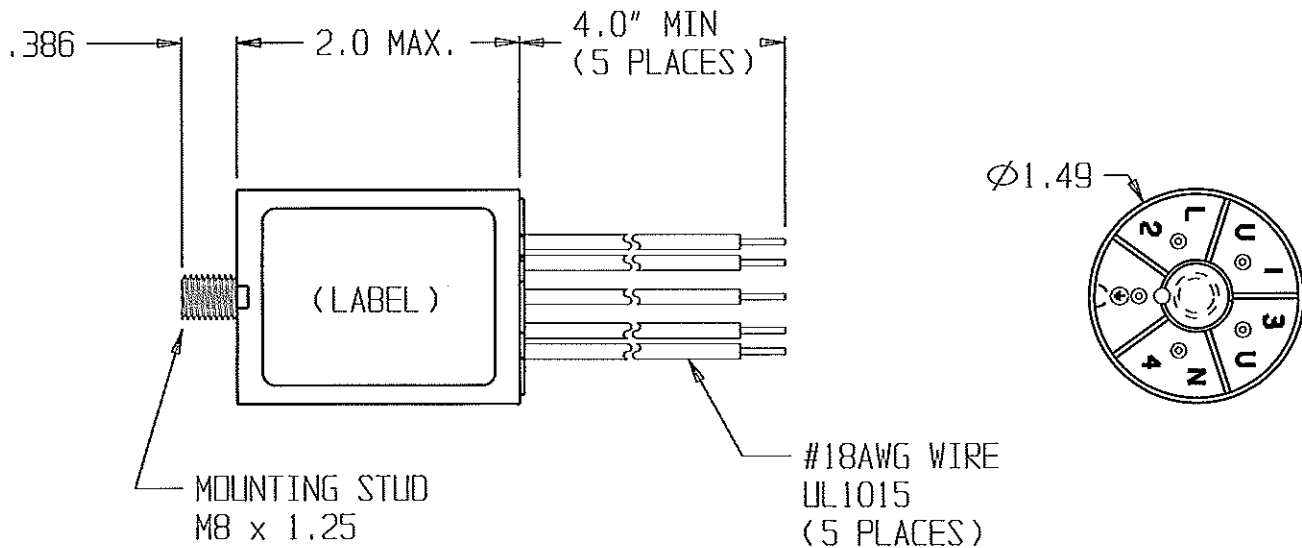 .386
2.0 MAX.
4.0" MIN
(5 PLACES)
(LABEL)
Ø1.49
L
2
U
I
3
U
N
4
MOUNTING STUD
M8 x 1.25
#18AWG WIRE
UL1015
(5 PLACES)